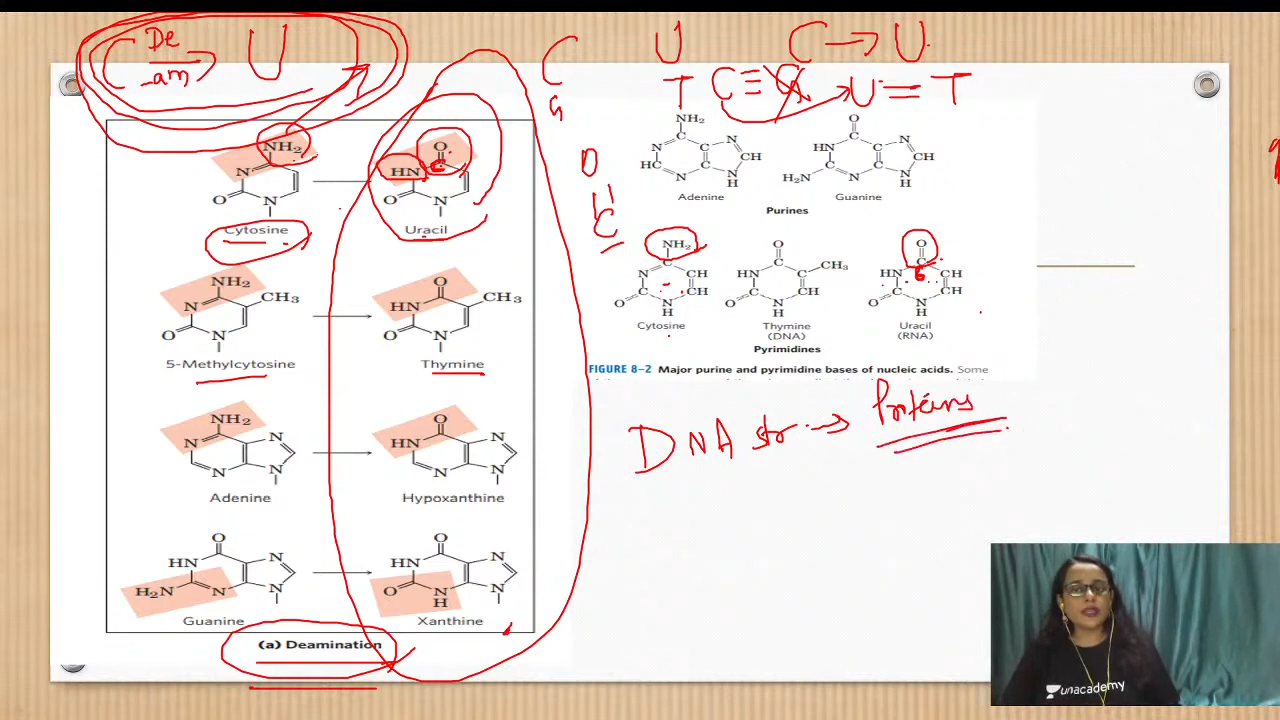 C De am → U
C U C → U
G T C ≡ G U = T
NH2
N
O N
Cytosine
O
HN C
O N
Uracil
NH2
N CH3
O N
5-Methylcytosine
O
HN CH3
O N
Thymine
NH2
N N
N N
Adenine
O
HN N
N N
Hypoxanthine
O
HN N
H2N N N
Guanine
O
HN N
O N N
H
Xanthine
(a) Deamination
O
C
NH2
N C C N
HC C CH
N N
H
Adenine
O
HN C C N
H2N C C CH
N N
H
Guanine
Purines
NH2
N C CH
O C CH
N
H
Cytosine
O
HN C C CH3
O C CH
N
H
Thymine
(DNA)
O
HN C CH
6
O C CH
N
H
Uracil
(RNA)
Pyrimidines
FIGURE 8-2 Major purine and pyrimidine bases of nucleic acids. Some
DNA str → Proteins
unacademy